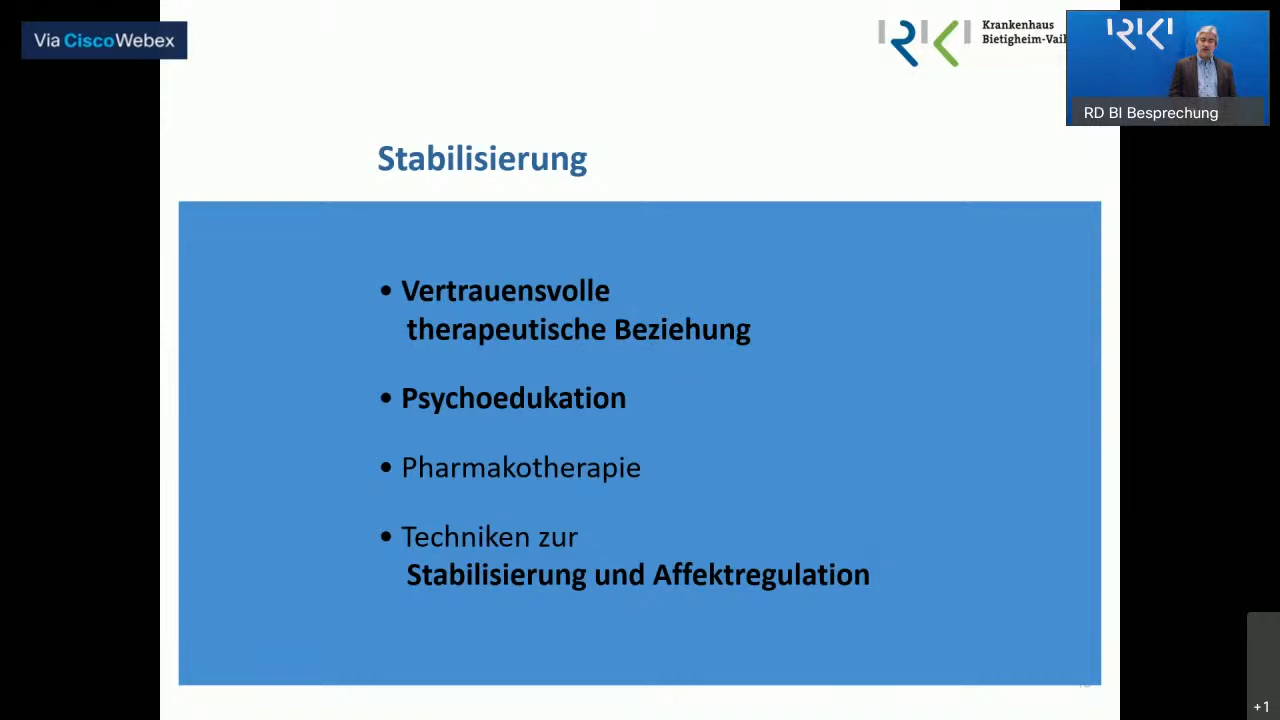 Via Cisco Webex
Krankenhaus
Bietigheim-Vaih
RD BI Besprechung
Stabilisierung
• Vertrauensvolle
therapeutische Beziehung
• Psychoedukation
• Pharmakotherapie
• Techniken zur
Stabilisierung und Affektregulation
+1